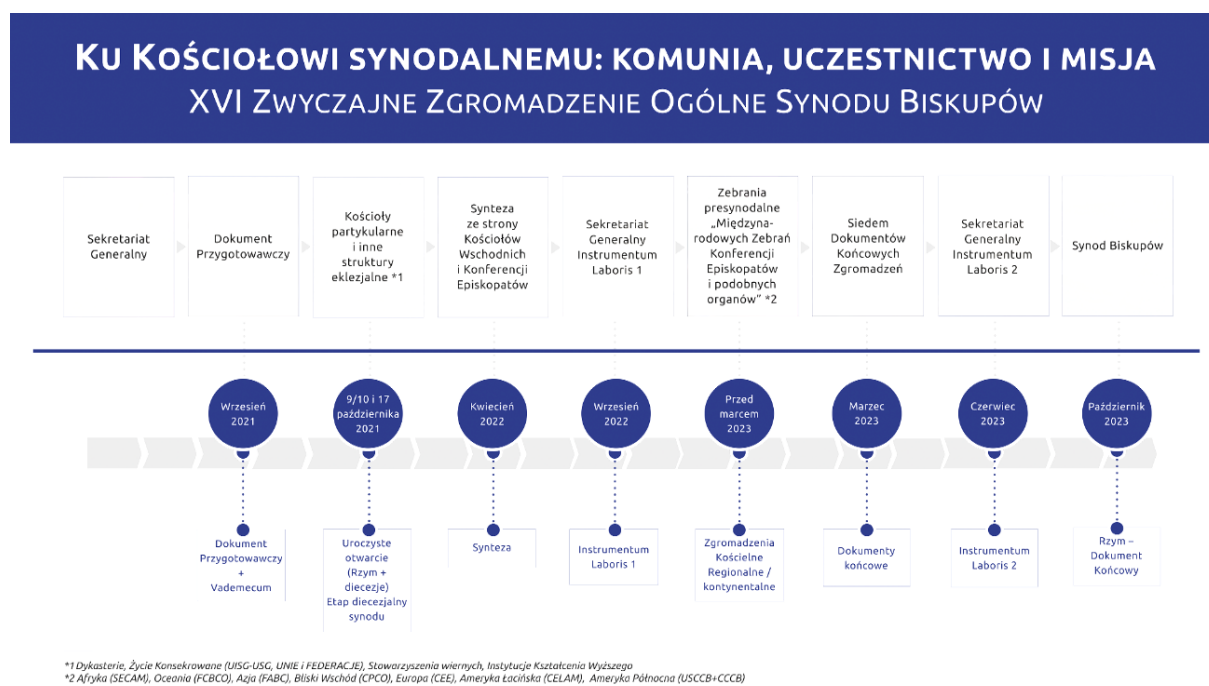 Ku Kościołowi synodalnemu: komunia, uczestnictwo i misja
XVI Zwyczajne Zgromadzenie Ogólne Synodu Biskupów
Sekretariat
Generalny
Dokument
Przygotowawczy
Kościoły
partykularne
i inne
struktury
eklezjalne *1
Synteza
ze strony
Kościołów
Wschodnich
i Konferencji
Episkopatów
Sekretariat
Generalny
Instrumentum
Laboris 1
Zebrania
presynodalne
„Międzyna-
rodowych Zebrań
Konferencji
Episkopatów
i podobnych
organów” *2
Siedem
Dokumentów
Końcowych
Zgromadzeń
Sekretariat
Generalny
Instrumentum
Laboris 2
Synod Biskupów
Wrzesień
2021
9/10 i 17
października
2021
Kwiecień
2022
Wrzesień
2022
Przed
marcem
2023
Marzec
2023
Czerwiec
2023
Październik
2023
Dokument
Przygotowawczy
+
Vademecum
Uroczyste
otwarcie
(Rzym +
diecezje)
Etap diecezjalny
synodu
Synteza
Instrumentum
Laboris 1
Zgromadzenia
Kościelne
Regionalne /
kontynentalne
Dokumenty
końcowe
Instrumentum
Laboris 2
Rzym –
Dokument
Końcowy
*1 Dykasterie, Życie Konsekrowane (UISG-USG, UNIE i FEDERACJE), Stowarzyszenia wiernych, Instytucje Kształcenia Wyższego
*2 Afryka (SECAM), Oceania (FCBCO), Azja (FABC), Bliski Wschód (CPCO), Europa (CEE), Ameryka Łacińska (CELAM), Ameryka Północna (USCCB+CCCB)